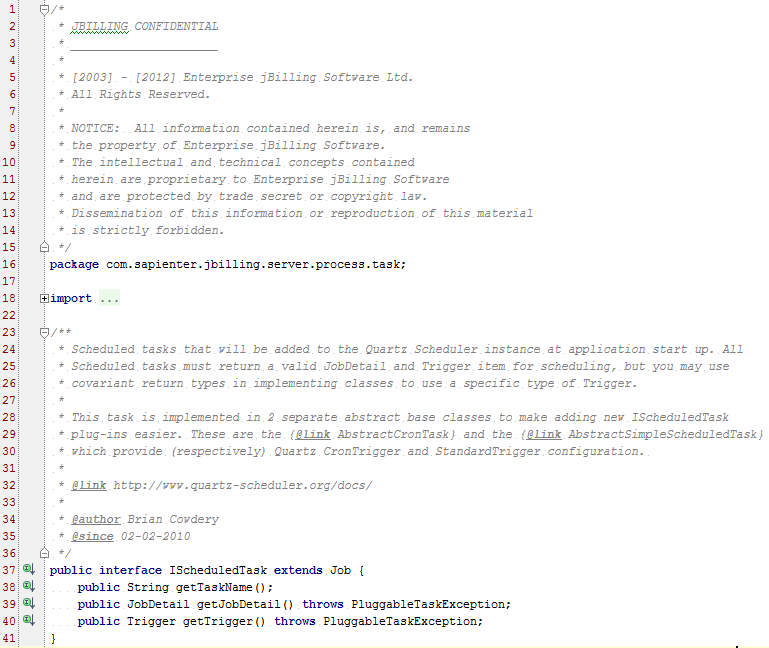 1 /*
2 * JBILLING CONFIDENTIAL
3 * _____________________
4 *
5 * [2003] - [2012] Enterprise jBilling Software Ltd.
6 * All Rights Reserved.
7 *
8 * NOTICE:  All information contained herein is, and remains
9 * the property of Enterprise jBilling Software.
10 * The intellectual and technical concepts contained
11 * herein are proprietary to Enterprise jBilling Software
12 * and are protected by trade secret or copyright law.
13 * Dissemination of this information or reproduction of this material
14 * is strictly forbidden.
15 */
16 package com.sapienter.jbilling.server.process.task;
17
18 import ...
22
23 /**
24 * Scheduled tasks that will be added to the Quartz Scheduler instance at application start up. All
25 * Scheduled tasks must return a valid JobDetail and Trigger item for scheduling, but you may use
26 * covariant return types in implementing classes to use a specific type of Trigger.
27 *
28 * This task is implemented in 2 separate abstract base classes to make adding new IScheduledTask
29 * plug-ins easier. These are the {@link AbstractCronTask} and the {@link AbstractSimpleScheduledTask}
30 * which provide (respectively) Quartz CronTrigger and StandardTrigger configuration.
31 *
32 * @link http://www.quartz-scheduler.org/docs/
33 *
34 * @author Brian Cowdery
35 * @since 02-02-2010
36 */
37 public interface IScheduledTask extends Job {
38     public String getTaskName();
39     public JobDetail getJobDetail() throws PluggableTaskException;
40     public Trigger getTrigger() throws PluggableTaskException;
41 }